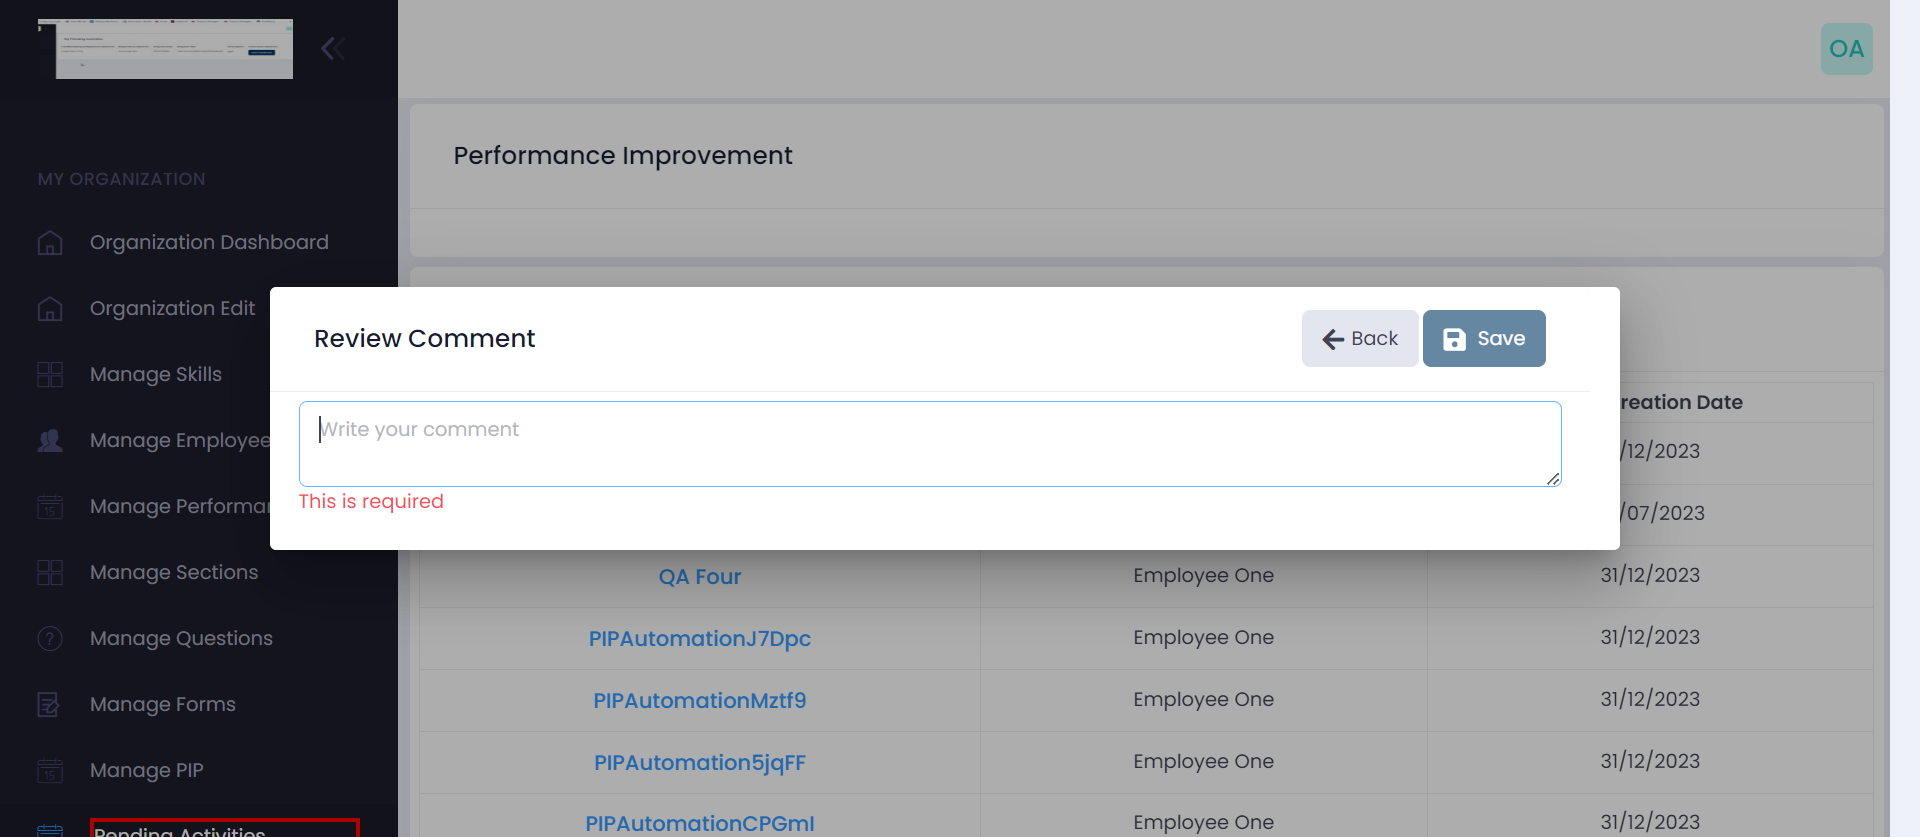 OA
Performance Improvement
MY ORGANIZATION
Organization Dashboard
Organization Edit
Manage Skills
Manage Employee
Manage Performa
Manage Sections
Manage Questions
Manage Forms
Manage PIP
Pending Activities
Review Comment
Back
Save
Write your comment
This is required
reation Date
/12/2023
/07/2023
QA Four Employee One 31/12/2023
PIPAutomationJ7Dpc Employee One 31/12/2023
PIPAutomationMztf9 Employee One 31/12/2023
PIPAutomation5jqFF Employee One 31/12/2023
PIPAutomationCPGmI Employee One 31/12/2023